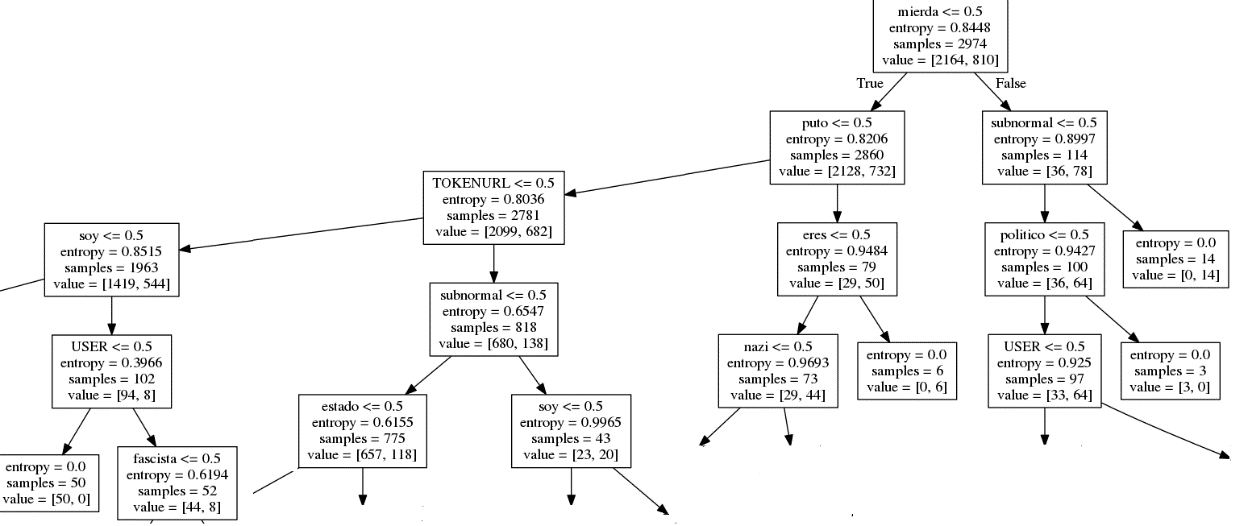 mierda <= 0.5
entropy = 0.8448
samples = 2974
value = [2164, 810]
True
False
puto <= 0.5
entropy = 0.8206
samples = 2860
value = [2128, 732]
subnormal <= 0.5
entropy = 0.8997
samples = 114
value = [36, 78]
TOKENURL <= 0.5
entropy = 0.8036
samples = 2781
value = [2099, 682]
soy <= 0.5
entropy = 0.8515
samples = 1963
value = [1419, 544]
eres <= 0.5
entropy = 0.9484
samples = 79
value = [29, 50]
politico <= 0.5
entropy = 0.9427
samples = 100
value = [36, 64]
entropy = 0.0
samples = 14
value = [0, 14]
subnormal <= 0.5
entropy = 0.6547
samples = 818
value = [680, 138]
USER <= 0.5
entropy = 0.3966
samples = 102
value = [94, 8]
nazi <= 0.5
entropy = 0.9693
samples = 73
value = [29, 44]
entropy = 0.0
samples = 6
value = [0, 6]
USER <= 0.5
entropy = 0.925
samples = 97
value = [33, 64]
entropy = 0.0
samples = 3
value = [3, 0]
estado <= 0.5
entropy = 0.6155
samples = 775
value = [657, 118]
soy <= 0.5
entropy = 0.9965
samples = 43
value = [23, 20]
entropy = 0.0
samples = 50
value = [50, 0]
fascista <= 0.5
entropy = 0.6194
samples = 52
value = [44, 8]